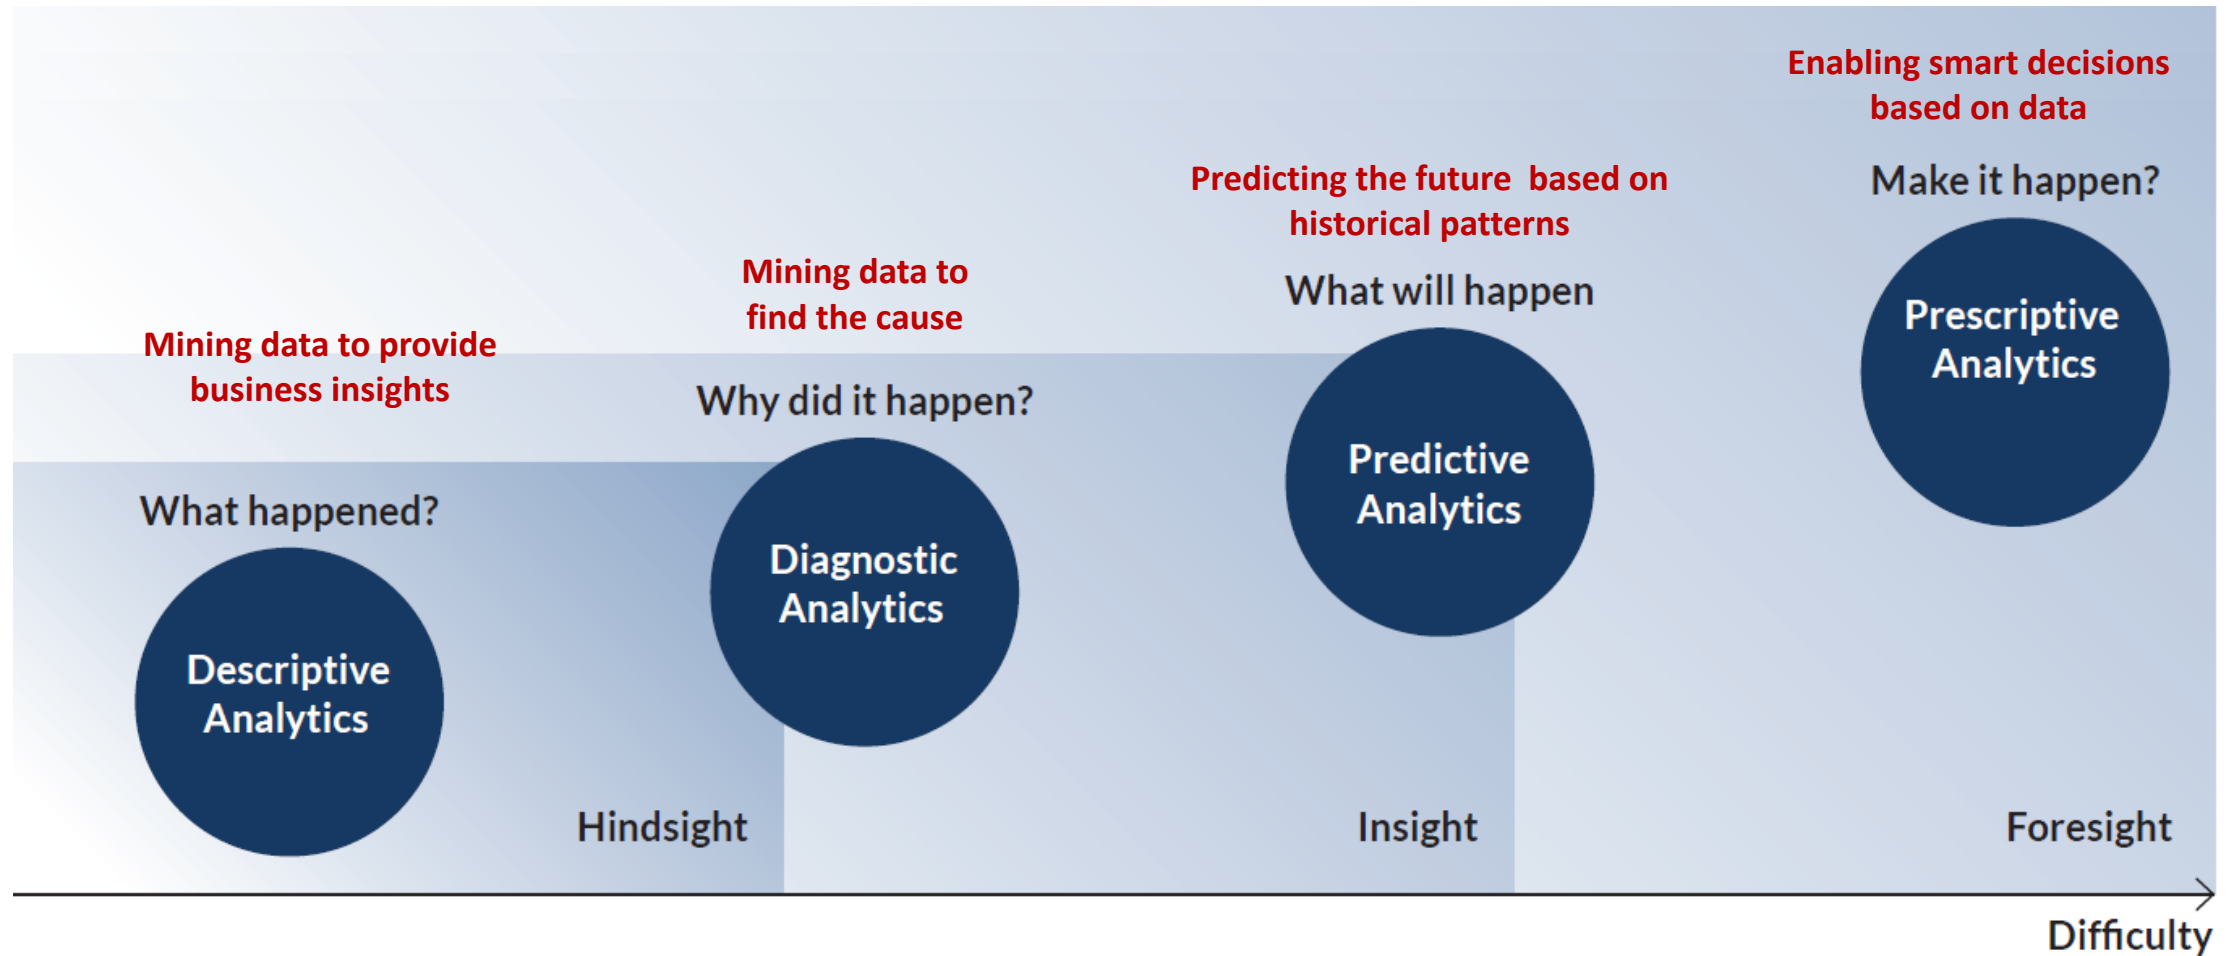 Mining data to provide
business insights
What happened?
Descriptive
Analytics
Mining data to
find the cause
Why did it happen?
Diagnostic
Analytics
Predicting the future  based on
historical patterns
What will happen
Predictive
Analytics
Enabling smart decisions
based on data
Make it happen?
Prescriptive
Analytics
Hindsight
Insight
Foresight
Difficulty